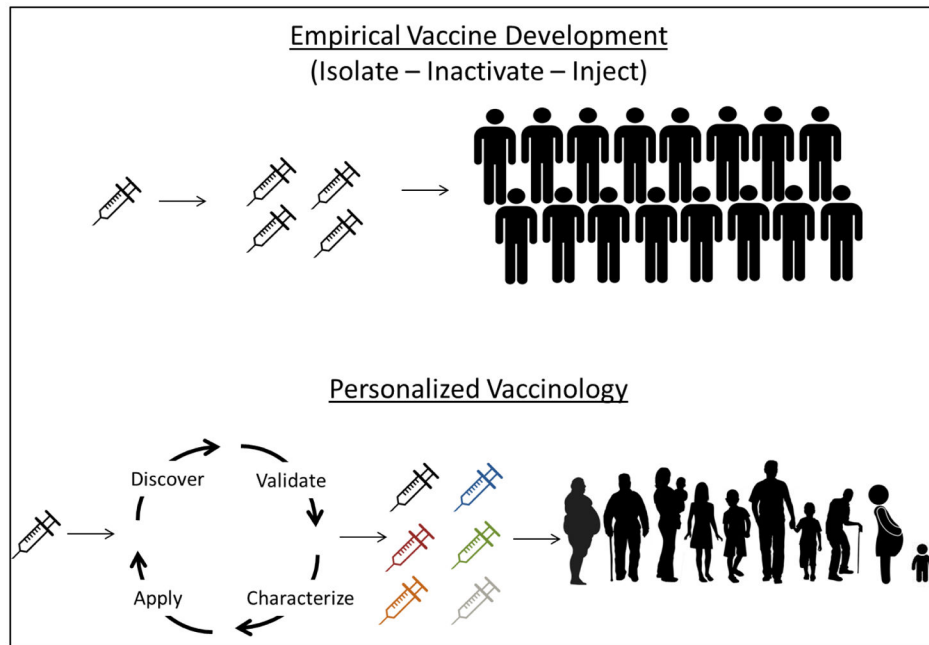 Empirical Vaccine Development
(Isolate – Inactivate – Inject)
Personalized Vaccinology
Discover
Validate
Apply
Characterize